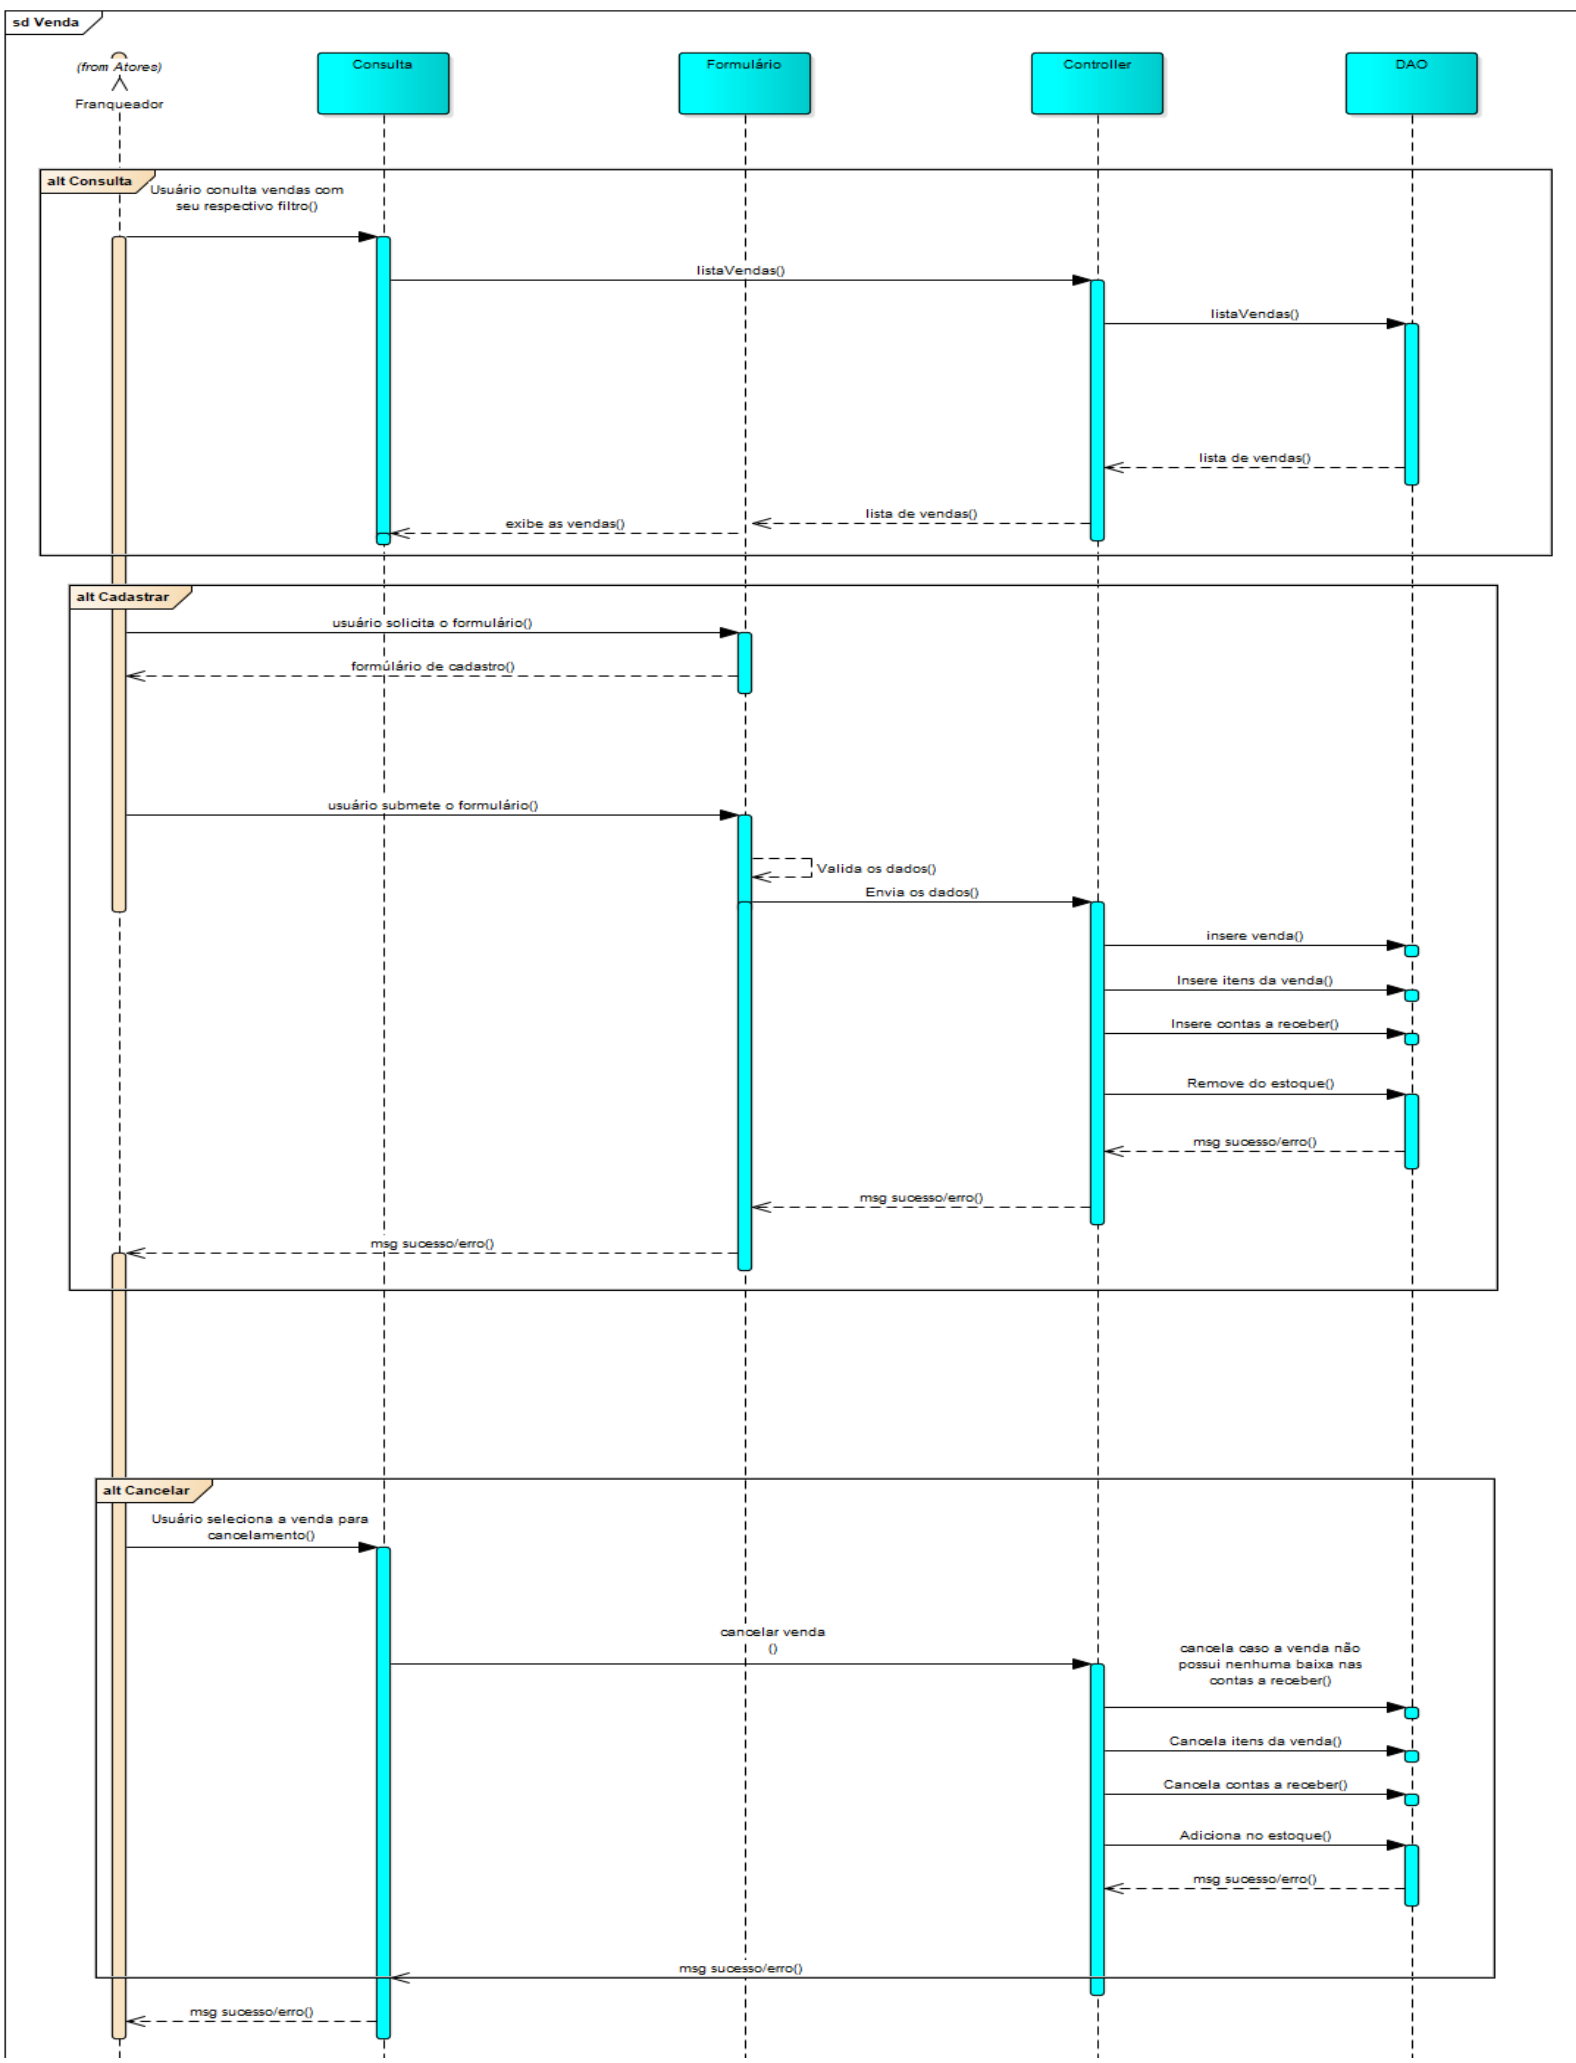 sd Venda
(from Atores)
Franqueador
Consulta
Formulário
Controller
DAO
alt Consulta
Usuário conulta vendas com
seu respectivo filtro()
listaVendas()
listaVendas()
lista de vendas()
lista de vendas()
exibe as vendas()
alt Cadastrar
usuário solicita o formulário()
formúlário de cadastro()
usuário submete o formulário()
Valida os dados()
Envia os dados()
insere venda()
Insere itens da venda()
Insere contas a receber()
Remove do estoque()
msg sucesso/erro()
msg sucesso/erro()
msg sucesso/erro()
alt Cancelar
Usuário seleciona a venda para
cancelamento()
cancelar venda
()
cancela caso a venda não
possui nenhuma baixa nas
contas a receber()
Cancela itens da venda()
Cancela contas a receber()
Adiciona no estoque()
msg sucesso/erro()
msg sucesso/erro()
msg sucesso/erro()